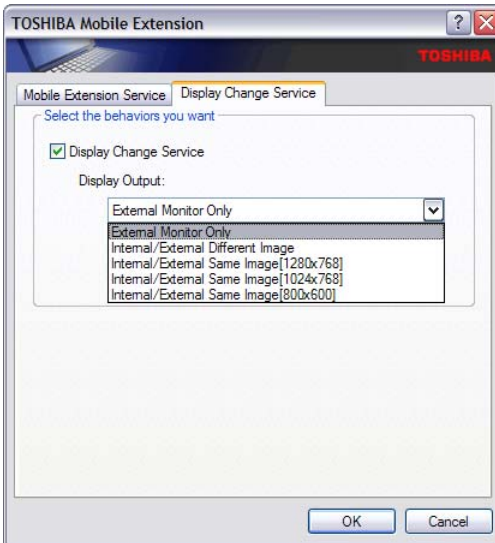 TOSHIBA Mobile Extension
TOSHIBA
Mobile Extension Service
Display Change Service
Select the behaviors you want
Display Change Service
Display Output:
External Monitor Only
External Monitor Only
Internal/External Different Image
Internal/External Same Image[1280x768]
Internal/External Same Image[1024x768]
Internal/External Same Image[800x600]
OK
Cancel